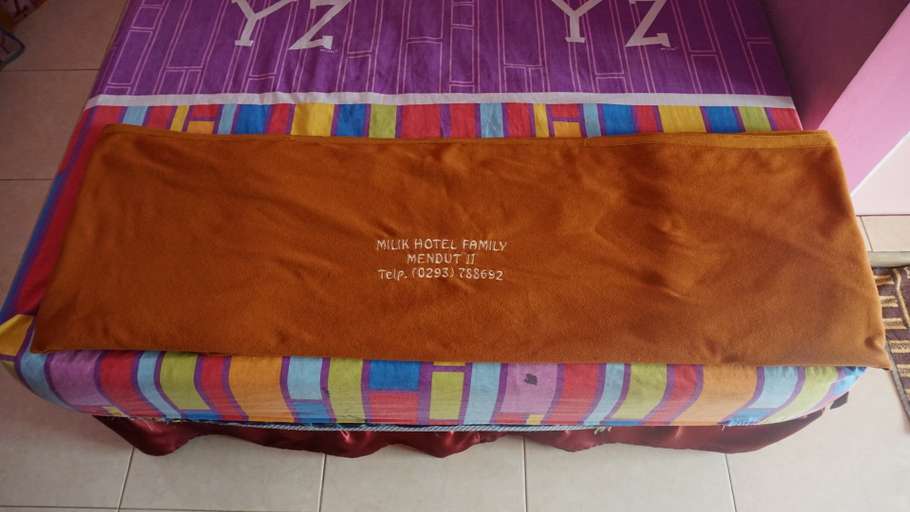 Y Z Y Z
MILIK HOTEL FAMILY
MENDUT II
Telp. (0293) 788692